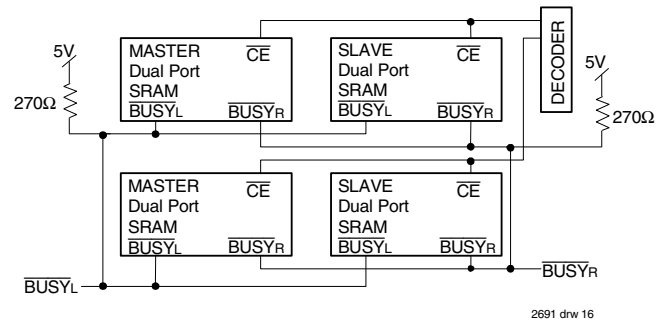 5V
270Ω
MASTER CE
Dual Port
SRAM
BUSYL BUSYR
SLAVE CE
Dual Port
SRAM
BUSYL BUSYR
DECODER
5V
270Ω
MASTER CE
Dual Port
SRAM
BUSYL BUSYR
SLAVE CE
Dual Port
SRAM
BUSYL BUSYR
BUSYL
BUSYR
2691 drw 16